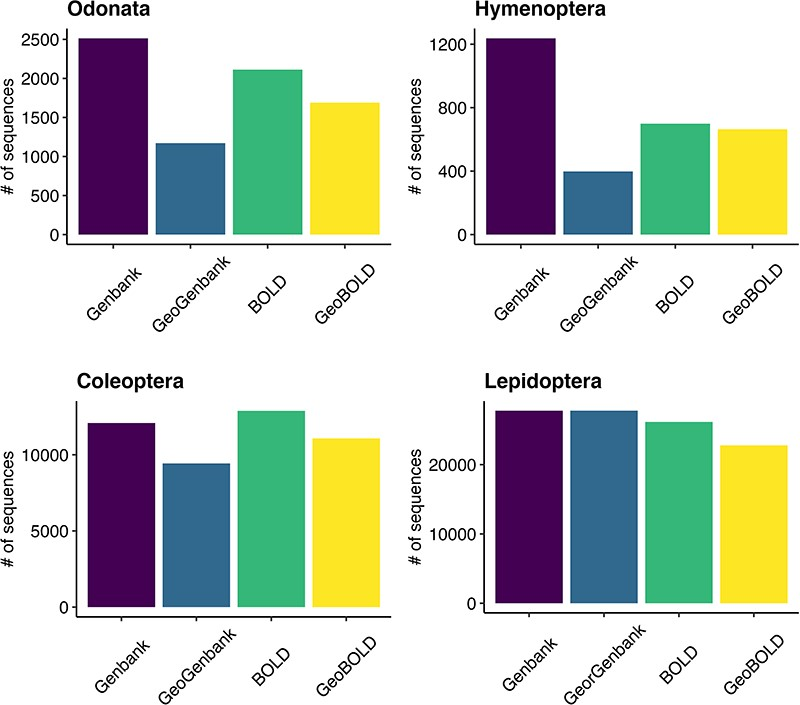 Odonata
# of sequences
2500
2000
1500
1000
500
0
Genbank
GeoGenbank
BOLD
GeoBOLD
Hymenoptera
# of sequences
1200
800
400
0
Genbank
GeoGenbank
BOLD
GeoBOLD
Coleoptera
# of sequences
10000
5000
0
Genbank
GeoGenbank
BOLD
GeoBOLD
Lepidoptera
# of sequences
20000
10000
0
Genbank
GeorGenbank
BOLD
GeoBOLD